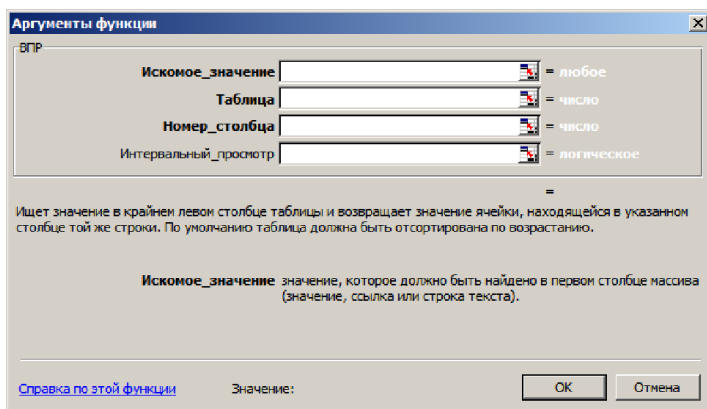 Аргументы функции
ВПР
Искомое_значение = любое
Таблица = число
Номер_столбца = число
Интервальный_просмотр = логическое
=
Ищет значение в крайнем левом столбце таблицы и возвращает значение ячейки, находящейся в указанном
столбце той же строки. По умолчанию таблица должна быть отсортирована по возрастанию.
Искомое_значение значение, которое должно быть найдено в первом столбце массива
(значение, ссылка или строка текста).
Справка по этой функции Значение: OK Отмена